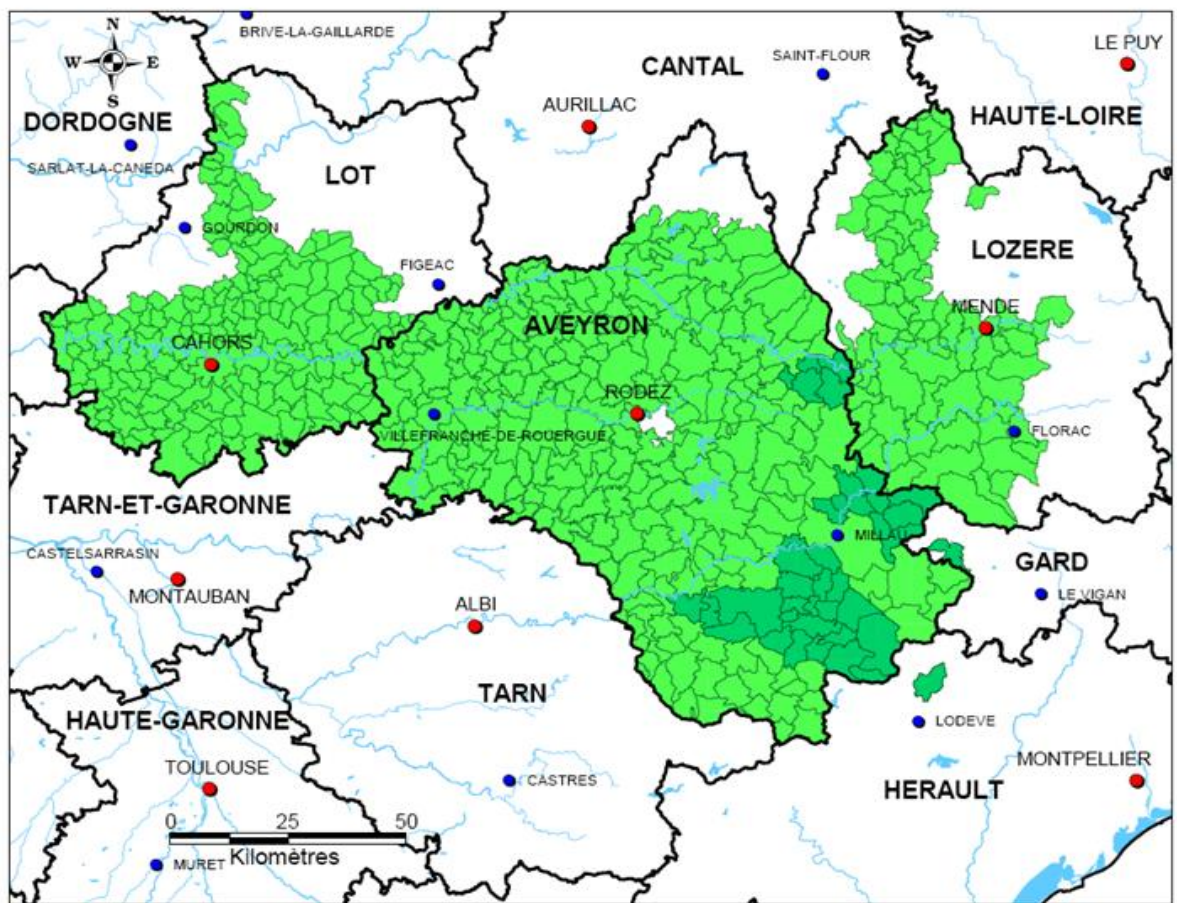 BRIVE-LA-GAILLARDE
N
W E
S
CANTAL
SAINT-FLOUR
LE PUY
AURILLAC
HAUTE-LOIRE
DORDOGNE
SARLAT-LA-CANEDA
LOT
GOURDON
FIGEAC
LOZERE
MENDE
AVEYRON
CAHORS
RODEZ
VILLEFRANCHE-DE-ROUERGUE
FLORAC
TARN-ET-GARONNE
MILLAU
CASTELSARRASIN
GARD
MONTAUBAN
LE VIGAN
ALBI
TARN
HAUTE-GARONNE
LODEVE
TOULOUSE
CASTRES
MONTPELLIER
HERAULT
0 25 50
Kilomètres
MURET